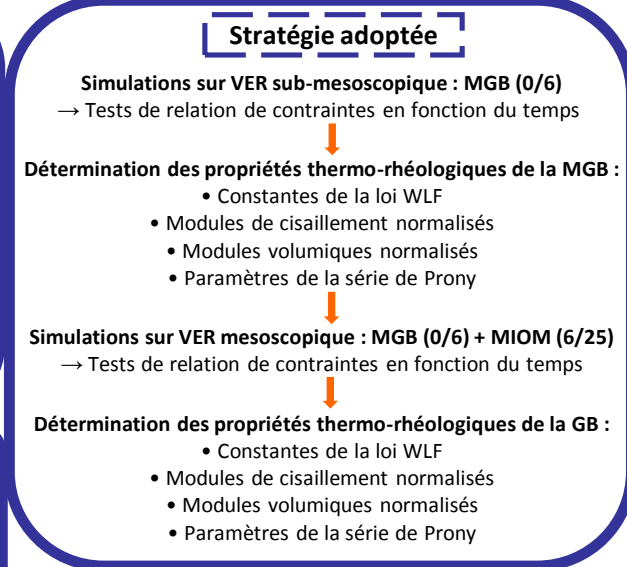 Stratégie adoptée
Simulations sur VER sub-mesoscopique : MGB (0/6)
→ Tests de relation de contraintes en fonction du temps
Détermination des propriétés thermo-rhéologiques de la MGB :
• Constantes de la loi WLF
• Modules de cisaillement normalisés
• Modules volumiques normalisés
• Paramètres de la série de Prony
Simulations sur VER mesoscopique : MGB (0/6) + MIOM (6/25)
→ Tests de relation de contraintes en fonction du temps
Détermination des propriétés thermo-rhéologiques de la GB :
• Constantes de la loi WLF
• Modules de cisaillement normalisés
• Modules volumiques normalisés
• Paramètres de la série de Prony